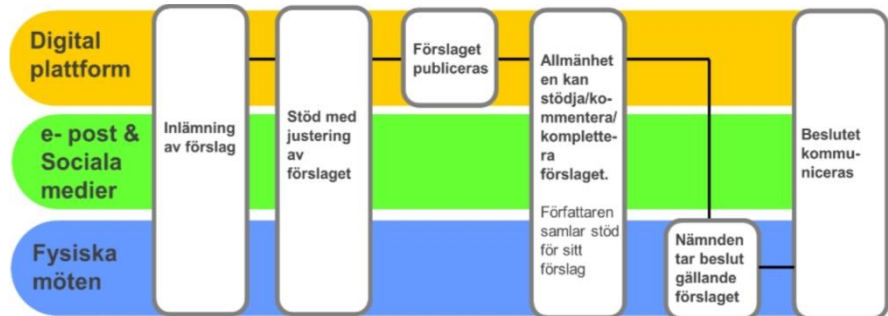 Digital
plattform
e- post &
Sociala
medier
Fysiska
möten
Inlämning
av förslag
Stöd med
justering
av
förslaget
Förslaget
publiceras
Allmänhet
en kan
stödja/ko-
mmentera/
komplette-
ra
förslaget.
Författaren
samlar stöd
för sitt
förslag
Nämnden
tar beslut
gällande
förslaget
Beslutet
kommu-
niceras